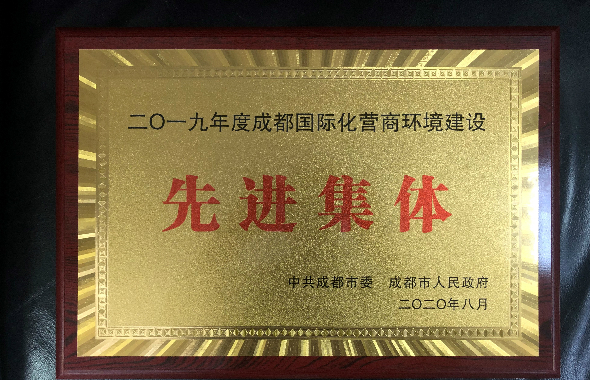 二〇一九年度成都国际化营商环境建设
先进集体
中共成都市委 成都市人民政府
二〇二〇年八月